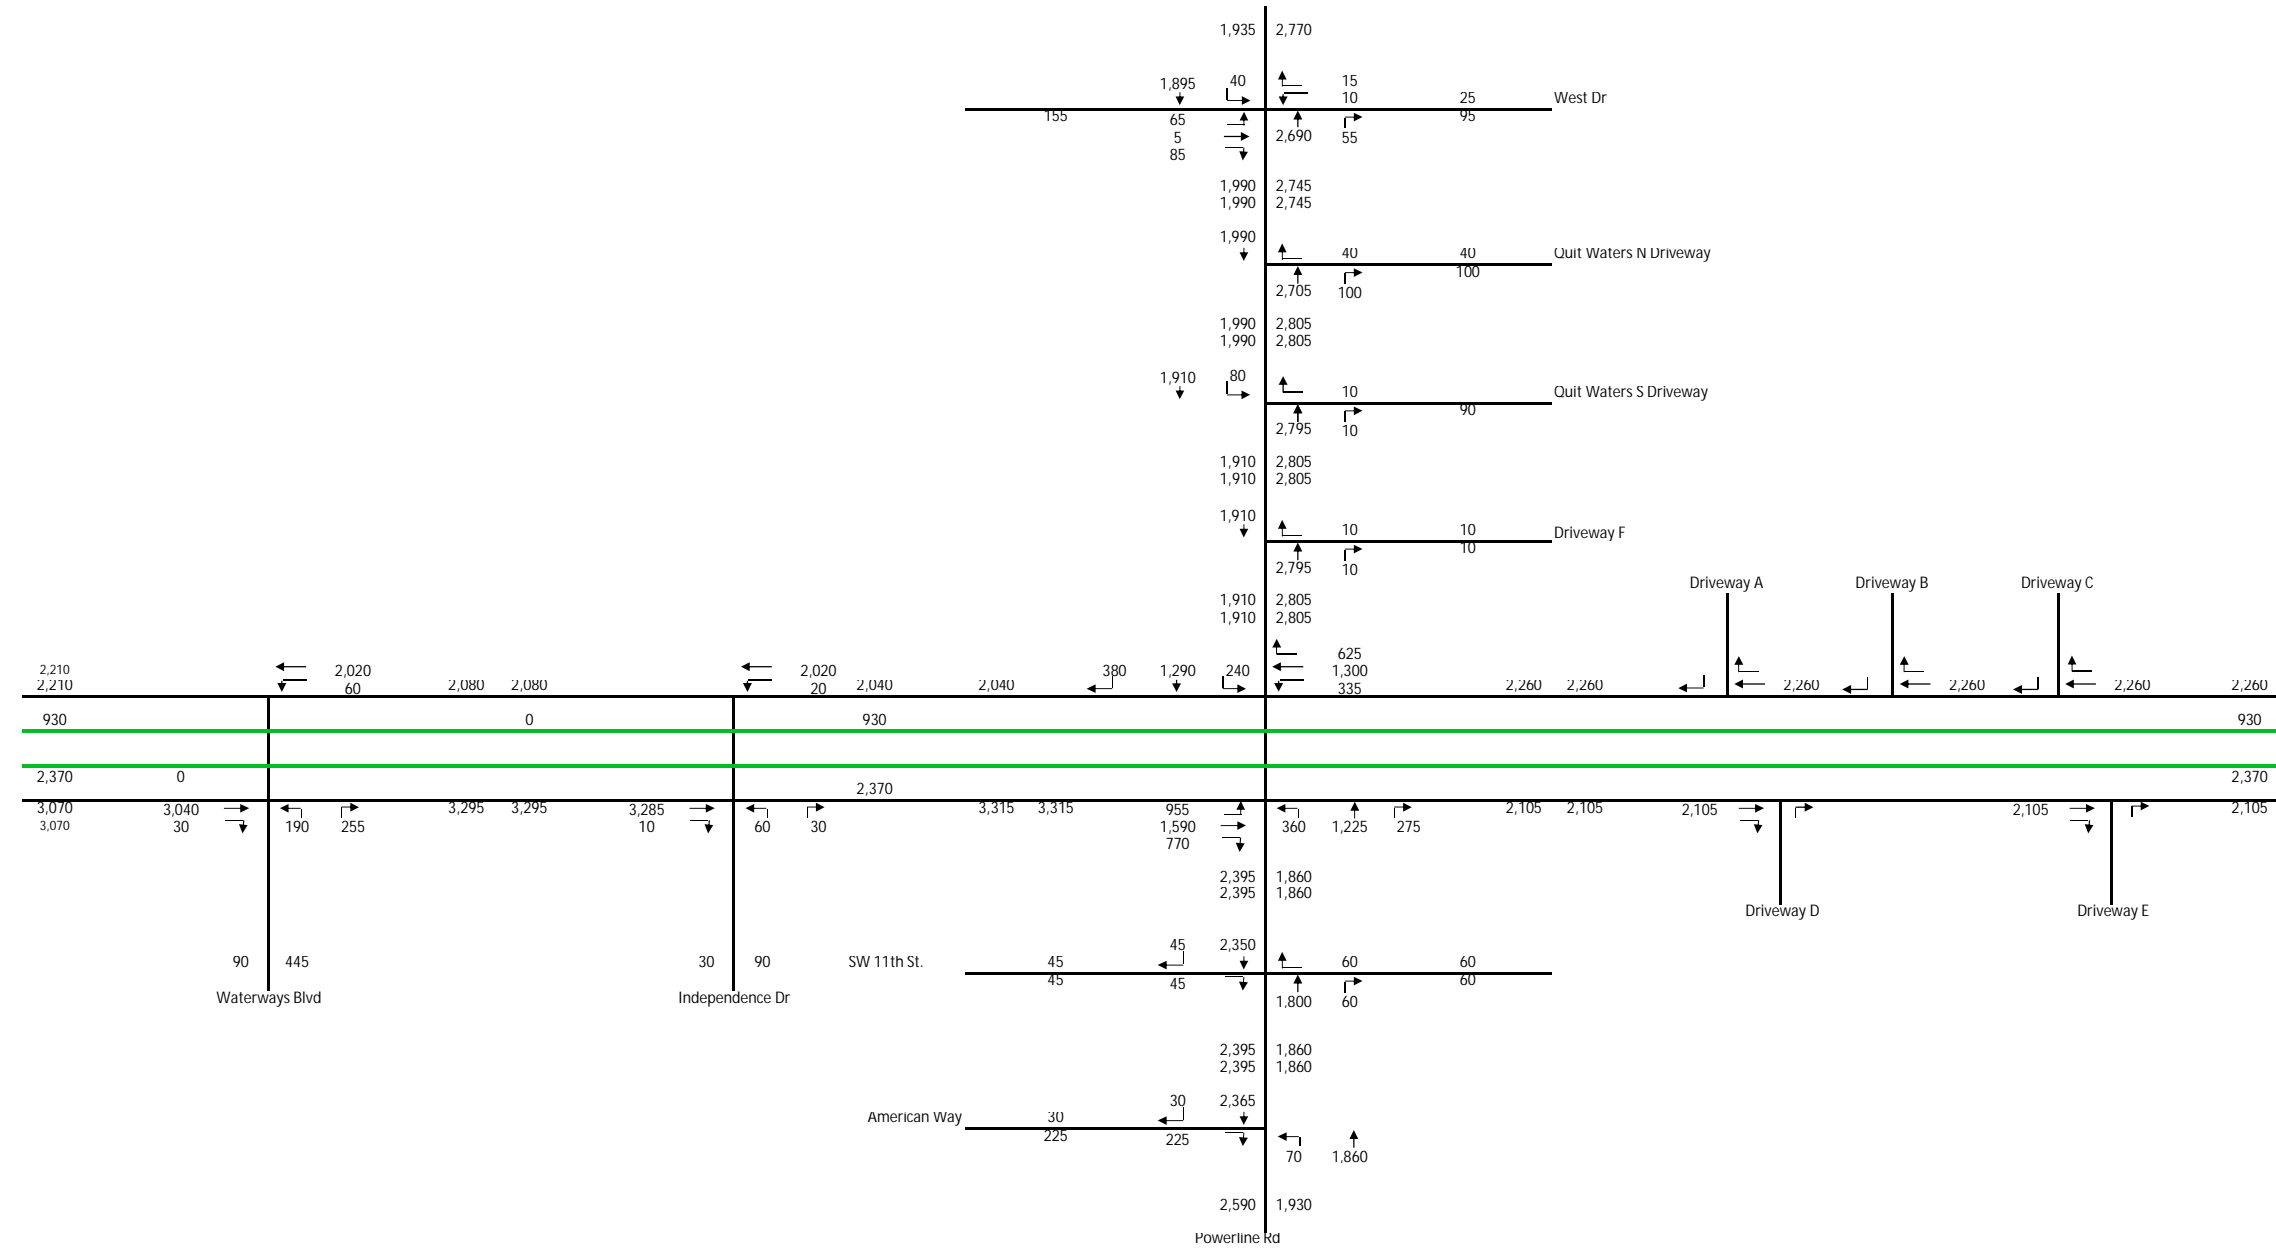 1,935 2,770
1,895 40 15
10 25 West Dr
155 65 95
5 2,690 55
85
1,990 2,745
1,990 2,745
1,990
40 40 Quit Waters N Driveway
100
2,705 100
1,990 2,805
1,990 2,805
1,910 80
10 Quit Waters S Driveway
90
2,795 10
1,910 2,805
1,910 2,805
1,910
10 10 Driveway F
10
2,795 10
Driveway A Driveway B Driveway C
1,910 2,805
1,910 2,805
625
2,210 2,020 2,020 380 1,290 240 1,300
2,210 60 2,080 2,080 20 2,040 2,040 335 2,260 2,260 2,260 2,260 2,260 2,260
930 0 930 930
2,370 0 2,370
2,370
3,070 3,040 3,295 3,295 3,285 3,315 3,315 955 2,105 2,105 2,105 2,105 2,105
3,070 30 190 255 10 60 30 1,590 360 1,225 275
770
2,395 1,860
2,395 1,860
Driveway D Driveway E
45 2,350
90 445 30 90 SW 11th St. 45 60 60
45 45 60
Waterways Blvd Independence Dr 1,800 60
2,395 1,860
2,395 1,860
30 2,365
American Way 30
225 225
70 1,860
2,590 1,930
Powerline Rd